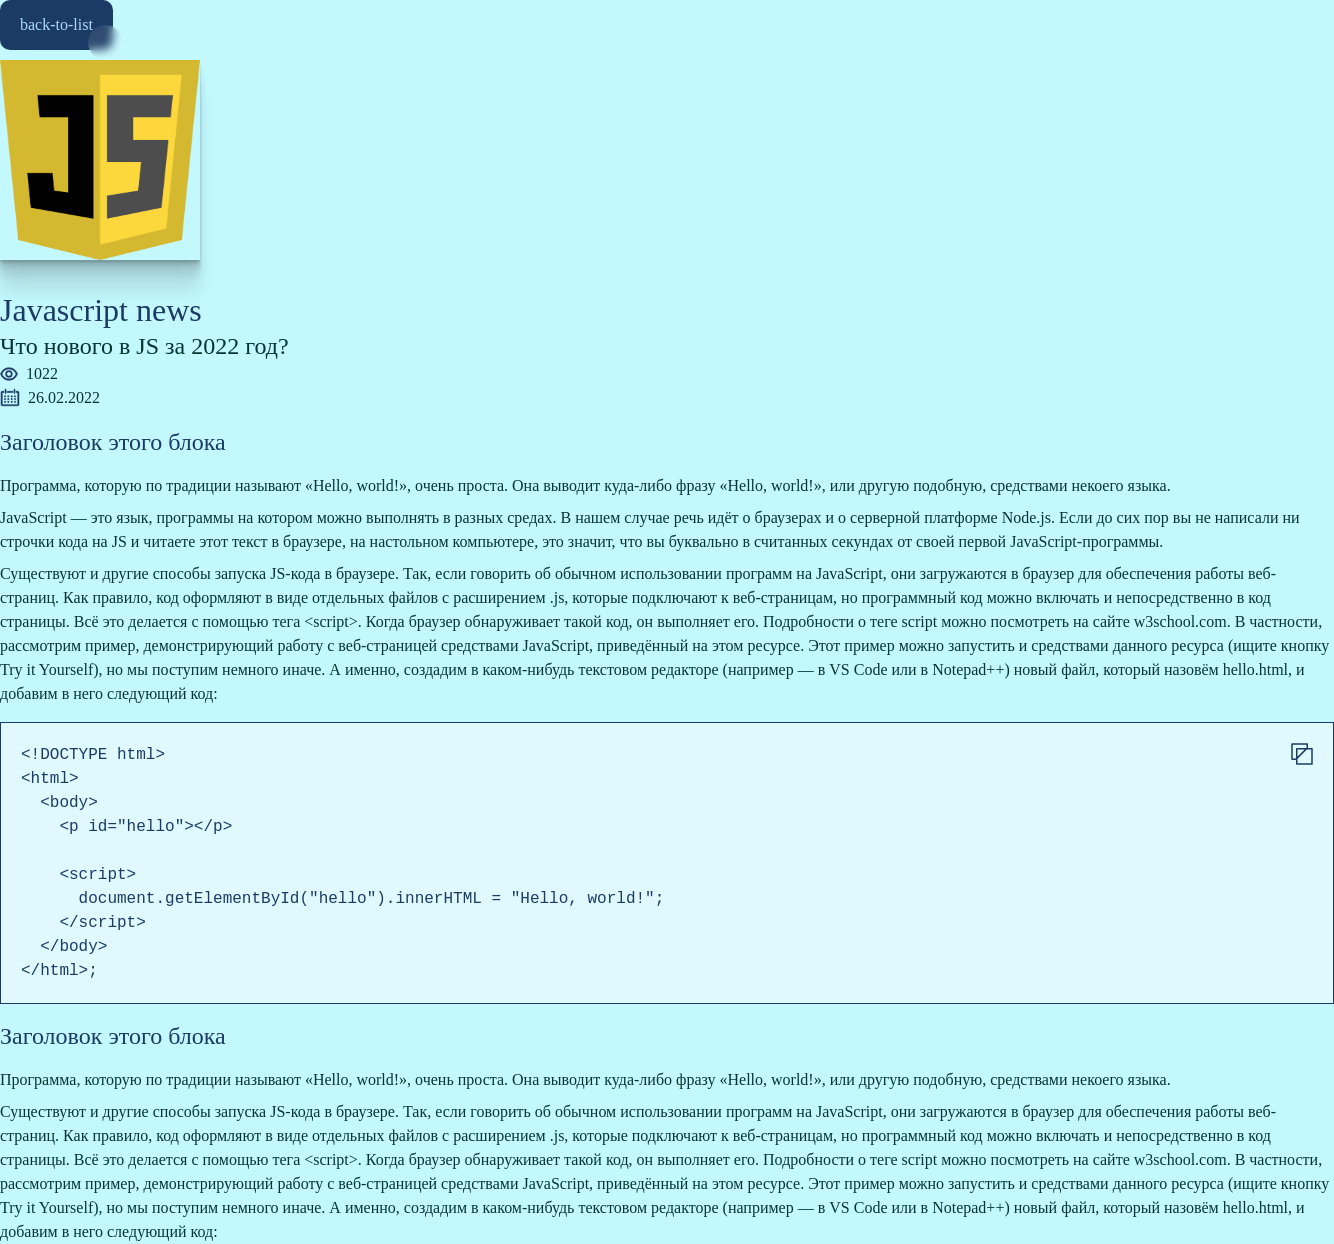 back-to-list
JS
Javascript news
Что нового в JS за 2022 год?
1022
26.02.2022
Заголовок этого блока
Программа, которую по традиции называют «Hello, world!», очень проста. Она выводит куда-либо фразу «Hello, world!», или другую подобную, средствами некоего языка.
JavaScript — это язык, программы на котором можно выполнять в разных средах. В нашем случае речь идёт о браузерах и о серверной платформе Node.js. Если до сих пор вы не написали ни
строчки кода на JS и читаете этот текст в браузере, на настольном компьютере, это значит, что вы буквально в считанных секундах от своей первой JavaScript-программы.
Существуют и другие способы запуска JS-кода в браузере. Так, если говорить об обычном использовании программ на JavaScript, они загружаются в браузер для обеспечения работы веб-
страниц. Как правило, код оформляют в виде отдельных файлов с расширением .js, которые подключают к веб-страницам, но программный код можно включать и непосредственно в код
страницы. Всё это делается с помощью тега <script>. Когда браузер обнаруживает такой код, он выполняет его. Подробности о теге script можно посмотреть на сайте w3school.com. В частности,
рассмотрим пример, демонстрирующий работу с веб-страницей средствами JavaScript, приведённый на этом ресурсе. Этот пример можно запустить и средствами данного ресурса (ищите кнопку
Try it Yourself), но мы поступим немного иначе. А именно, создадим в каком-нибудь текстовом редакторе (например — в VS Code или в Notepad++) новый файл, который назовём hello.html, и
добавим в него следующий код:
<!DOCTYPE html>
<html>
  <body>
    <p id="hello"></p>

    <script>
      document.getElementById("hello").innerHTML = "Hello, world!";
    </script>
  </body>
</html>;
Заголовок этого блока
Программа, которую по традиции называют «Hello, world!», очень проста. Она выводит куда-либо фразу «Hello, world!», или другую подобную, средствами некоего языка.
Существуют и другие способы запуска JS-кода в браузере. Так, если говорить об обычном использовании программ на JavaScript, они загружаются в браузер для обеспечения работы веб-
страниц. Как правило, код оформляют в виде отдельных файлов с расширением .js, которые подключают к веб-страницам, но программный код можно включать и непосредственно в код
страницы. Всё это делается с помощью тега <script>. Когда браузер обнаруживает такой код, он выполняет его. Подробности о теге script можно посмотреть на сайте w3school.com. В частности,
рассмотрим пример, демонстрирующий работу с веб-страницей средствами JavaScript, приведённый на этом ресурсе. Этот пример можно запустить и средствами данного ресурса (ищите кнопку
Try it Yourself), но мы поступим немного иначе. А именно, создадим в каком-нибудь текстовом редакторе (например — в VS Code или в Notepad++) новый файл, который назовём hello.html, и
добавим в него следующий код: